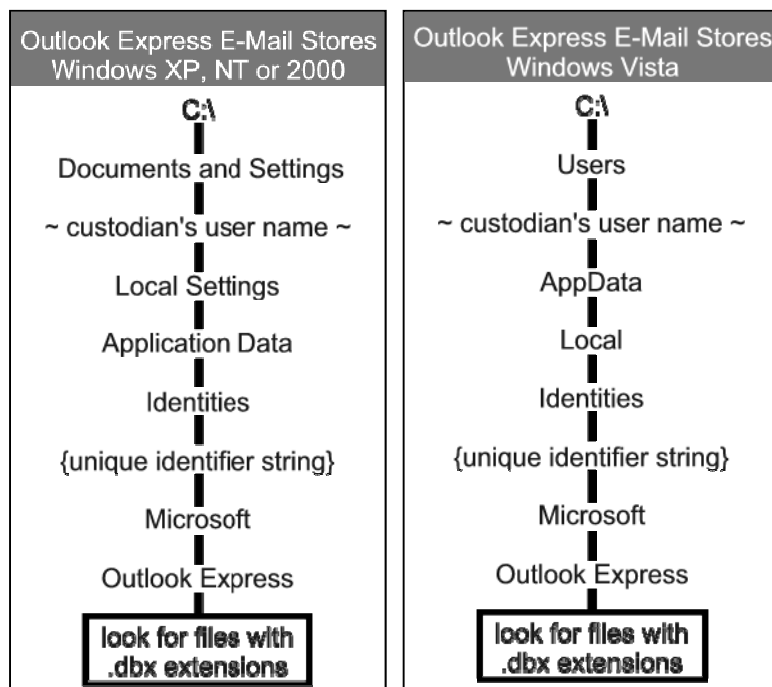 Outlook Express E-Mail Stores
Windows XP, NT or 2000
C:\
Documents and Settings
~ custodian's user name ~
Local Settings
Application Data
Identities
{unique identifier string}
Microsoft
Outlook Express
look for files with
.dbx extensions
Outlook Express E-Mail Stores
Windows Vista
C:\
Users
~ custodian's user name ~
AppData
Local
Identities
{unique identifier string}
Microsoft
Outlook Express
look for files with
.dbx extensions